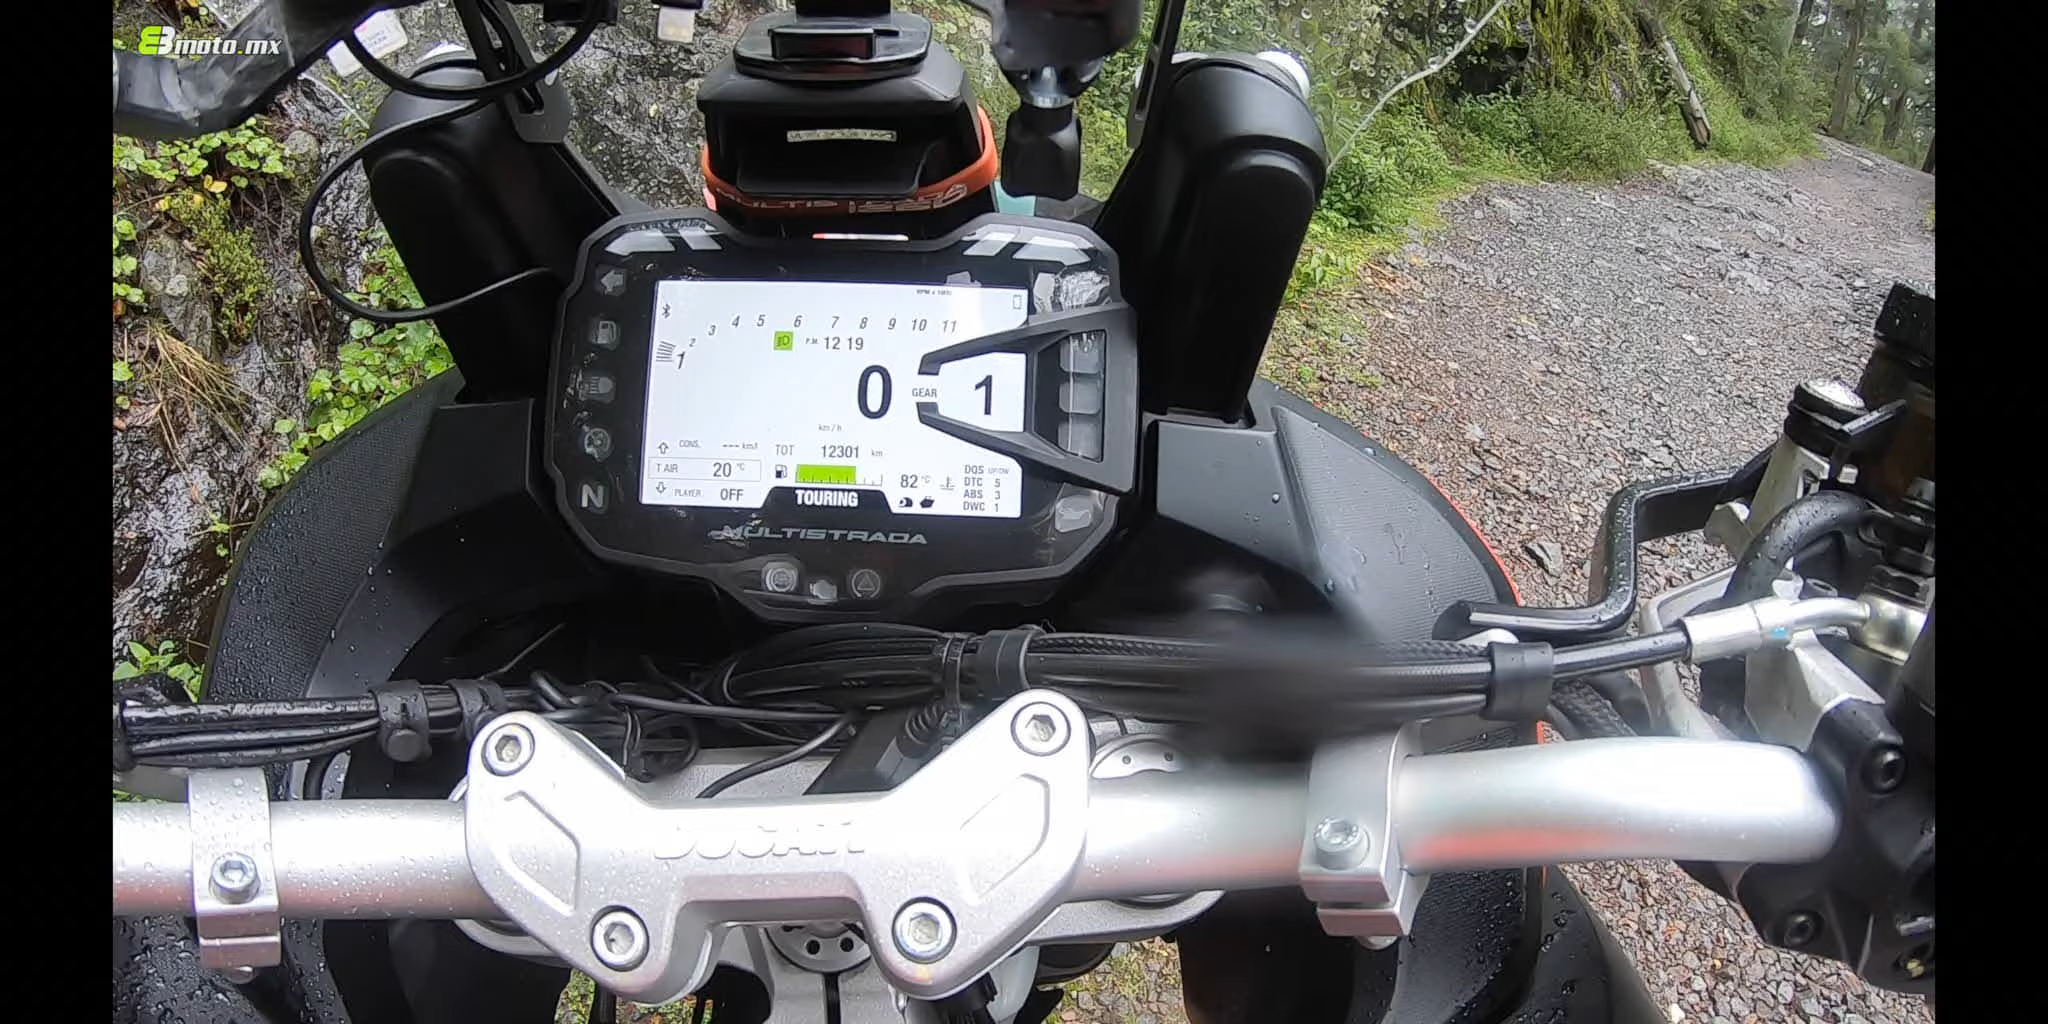 moto.mx
RPM x 1000
1 2 3 4 5 6 7 8 9 10 11
P.M. 12 19
0
GEAR
1
km/h
CONS. --- km/l
TOT 12301 km
T AIR 20 °C
82 °C
PLAYER OFF
TOURING
DQS UP/DW
DTC 5
ABS 3
DWC 1
N
MULTISTRADA
DUCATI